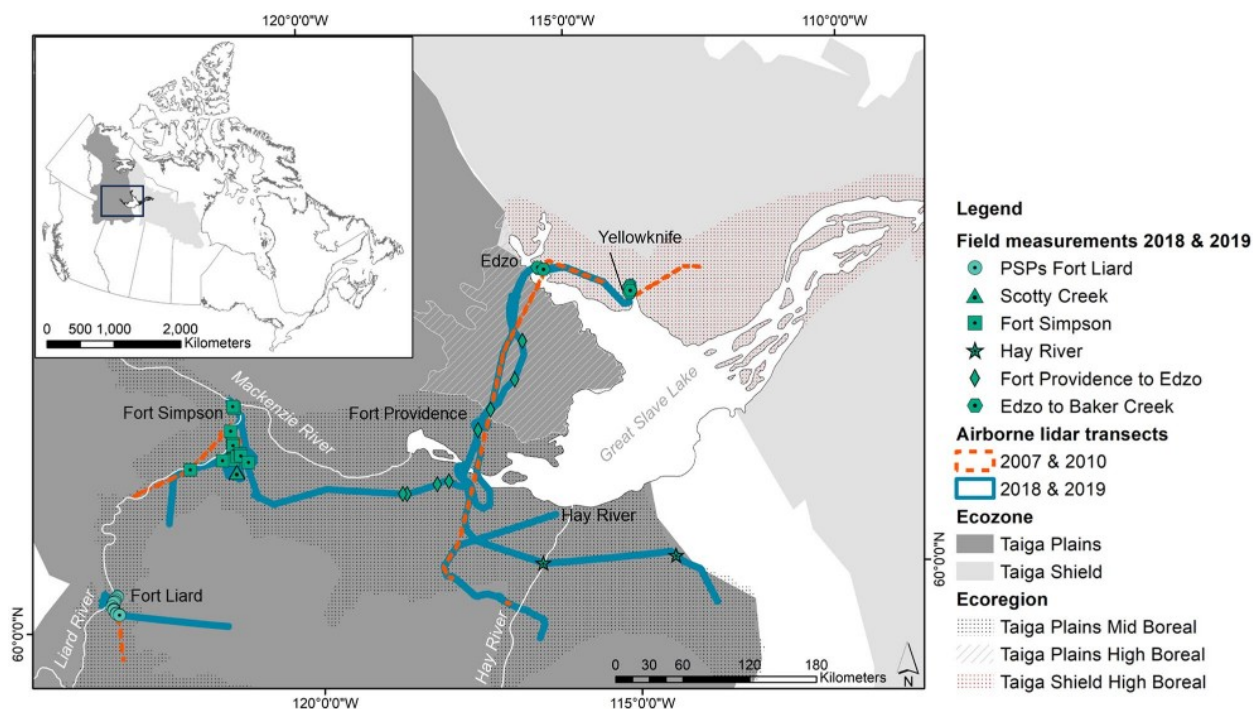 120°0'0"W
115°0'0"W
110°0'0"W
0 500 1,000 2,000
Kilometers
Yellowknife
Edzo
Mackenzie River
Fort Simpson
Fort Providence
Great Slave Lake
Hay River
Fort Liard
Liard River
Hay River
60°0'0"N
60°0'0"N
0 30 60 120 180
Kilometers
N
120°0'0"W
115°0'0"W
Legend
Field measurements 2018 & 2019
PSPs Fort Liard
Scotty Creek
Fort Simpson
Hay River
Fort Providence to Edzo
Edzo to Baker Creek
Airborne lidar transects
2007 & 2010
2018 & 2019
Ecozone
Taiga Plains
Taiga Shield
Ecoregion
Taiga Plains Mid Boreal
Taiga Plains High Boreal
Taiga Shield High Boreal